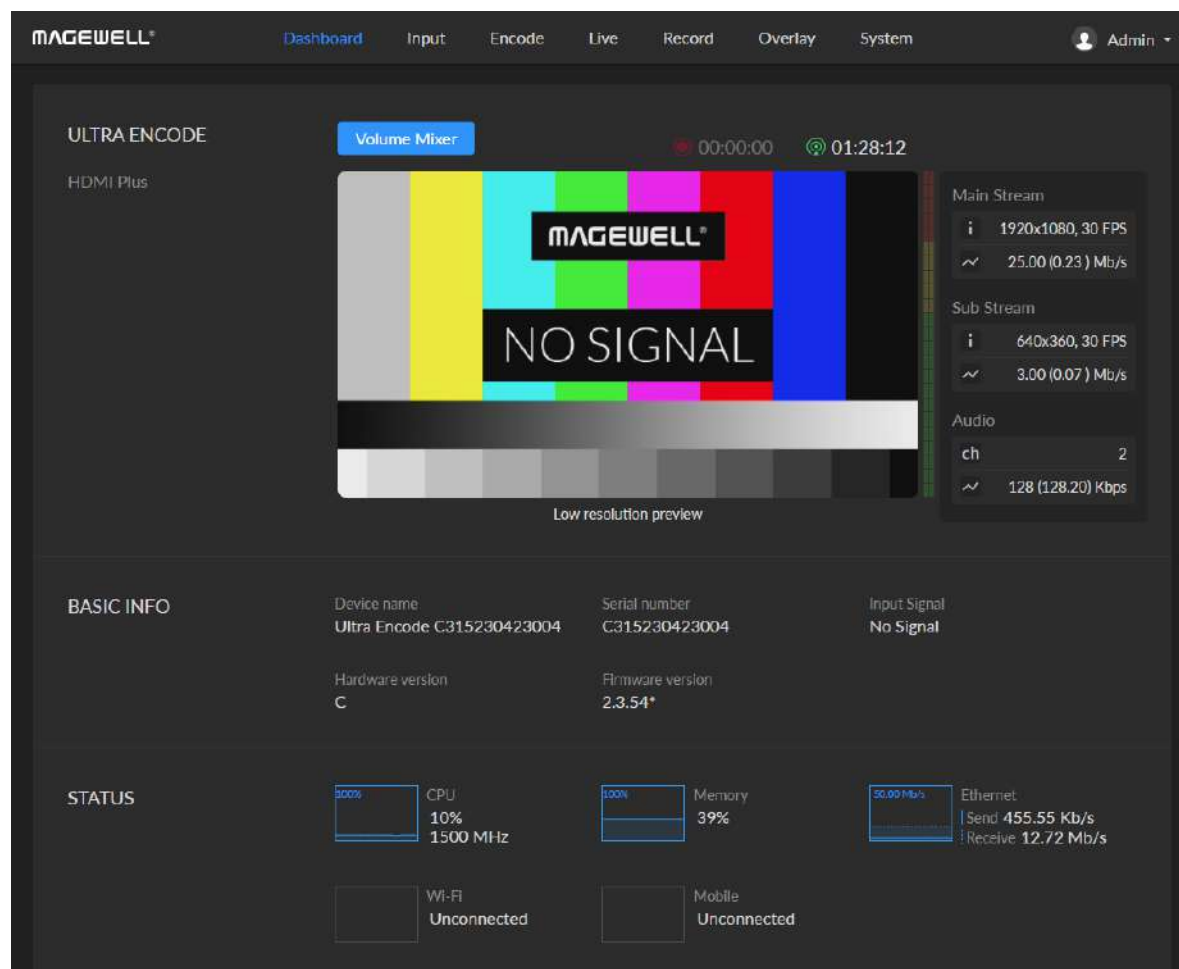 MAGEWELL®
Dashboard Input Encode Live Record Overlay System Admin
ULTRA ENCODE
HDMI Plus
Volume Mixer
00:00:00 01:28:12
MAGEWELL®
NO SIGNAL
Low resolution preview
Main Stream
i 1920x1080, 30 FPS
25.00 (0.23 ) Mb/s
Sub Stream
i 640x360, 30 FPS
3.00 (0.07 ) Mb/s
Audio
ch 2
128 (128.20) Kbps
BASIC INFO
Device name Serial number Input Signal
Ultra Encode C315230423004 C315230423004 No Signal
Hardware version Firmware version
C 2.3.54*
STATUS
100% CPU
10%
1500 MHz
100% Memory
39%
50.00 Mb/s Ethernet
Send 455.55 Kb/s
Receive 12.72 Mb/s
Wi-Fi
Unconnected
Mobile
Unconnected